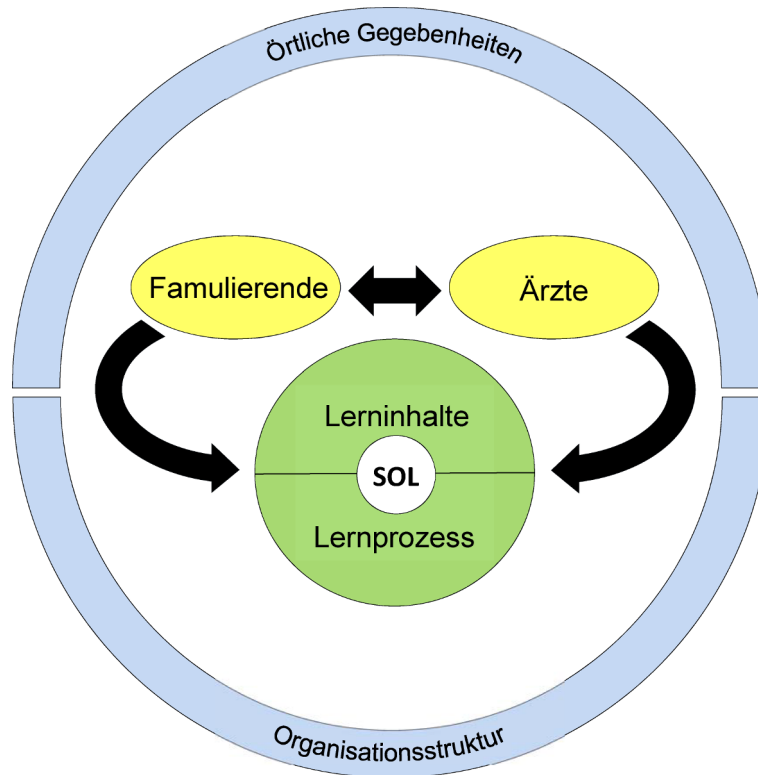 Örtliche Gegebenheiten
Famulierende
Ärzte
Lerninhalte
SOL
Lernprozess
Organisationsstruktur